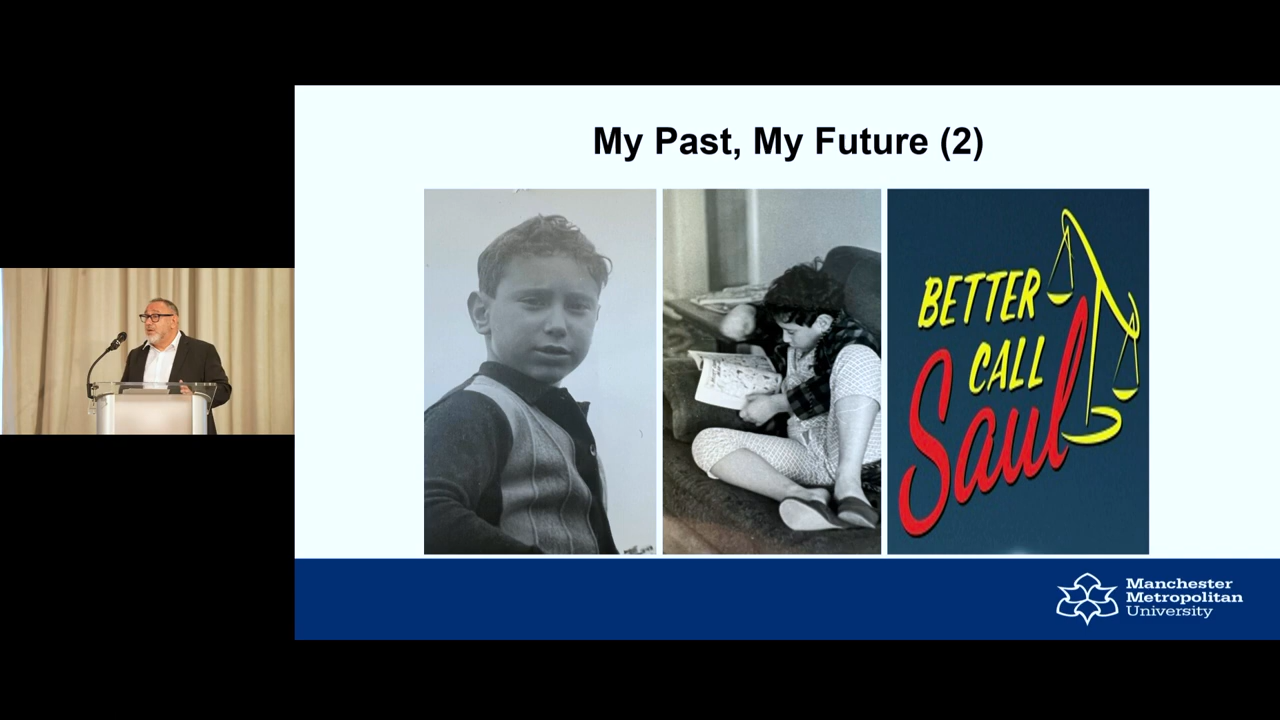 My Past, My Future (2)
BETTER
CALL
Saul
Manchester
Metropolitan
University